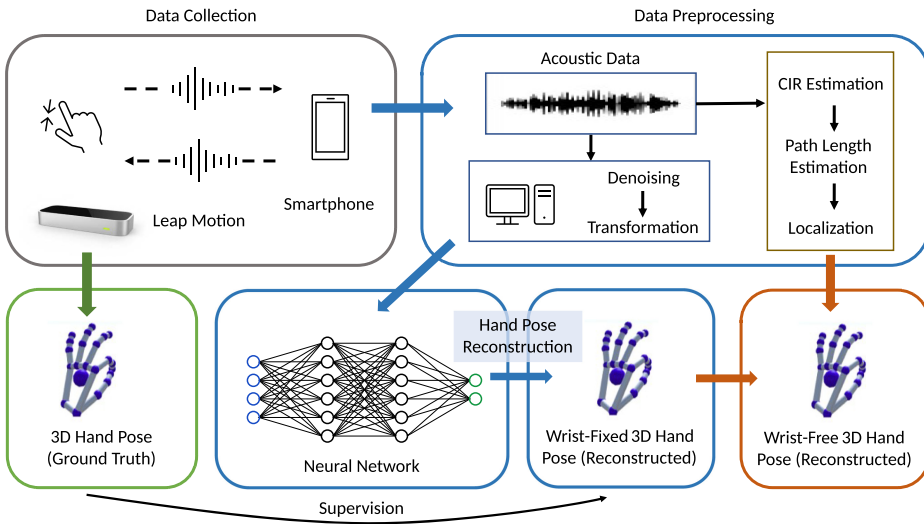 Data Collection
Data Preprocessing
Leap Motion
Smartphone
Acoustic Data
Denoising
Transformation
CIR Estimation
Path Length
Estimation
Localization
3D Hand Pose
(Ground Truth)
Neural Network
Hand Pose
Reconstruction
Wrist-Fixed 3D Hand
Pose (Reconstructed)
Wrist-Free 3D Hand
Pose (Reconstructed)
Supervision